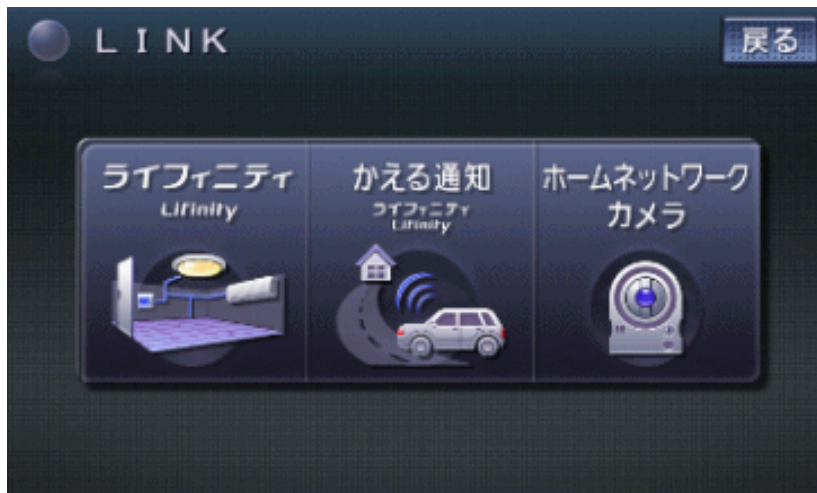 LINK
戻る
ライフィニティ
Lifinity
かえる通知
ライフィニティ
Lifinity
ホームネットワーク
カメラ